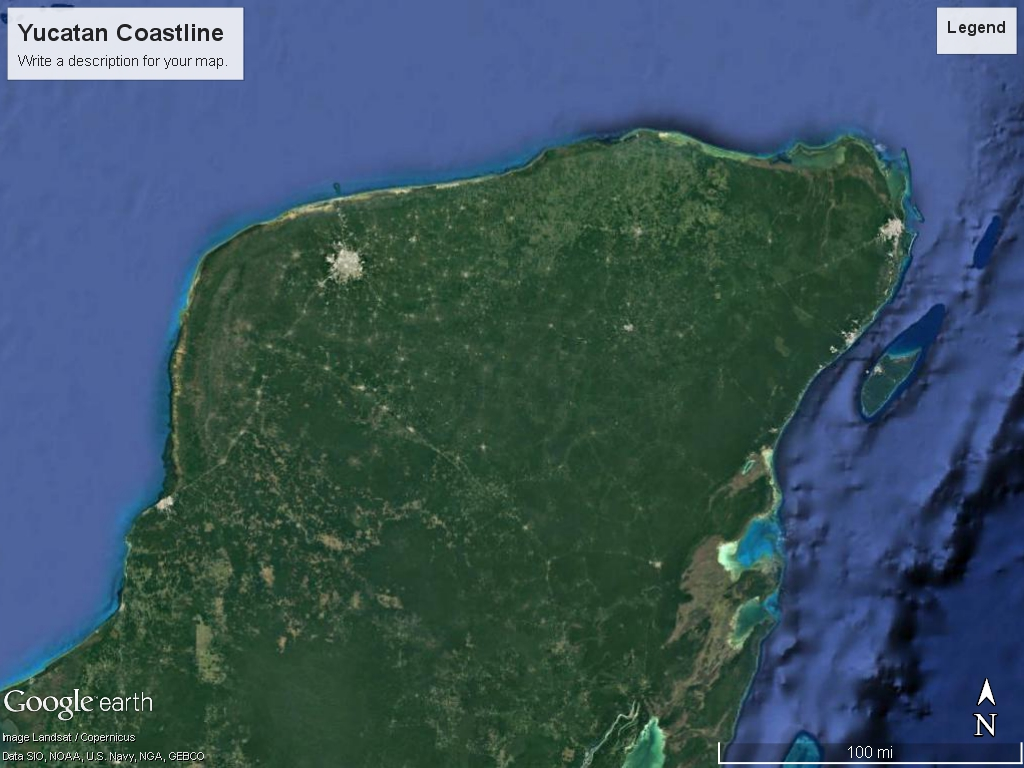 Yucatan Coastline
Write a description for your map.
Legend
Google earth
Image Landsat / Copernicus
Data SIO, NOAA, U.S. Navy, NGA, GEBCO
N
100 mi